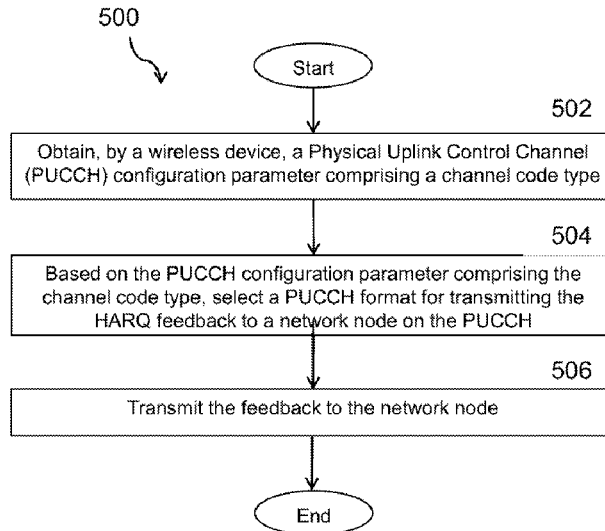 500
Start
502
Obtain, by a wireless device, a Physical Uplink Control Channel
(PUCCH) configuration parameter comprising a channel code type
504
Based on the PUCCH configuration parameter comprising the
channel code type, select a PUCCH format for transmitting the
HARQ feedback to a network node on the PUCCH
506
Transmit the feedback to the network node
End